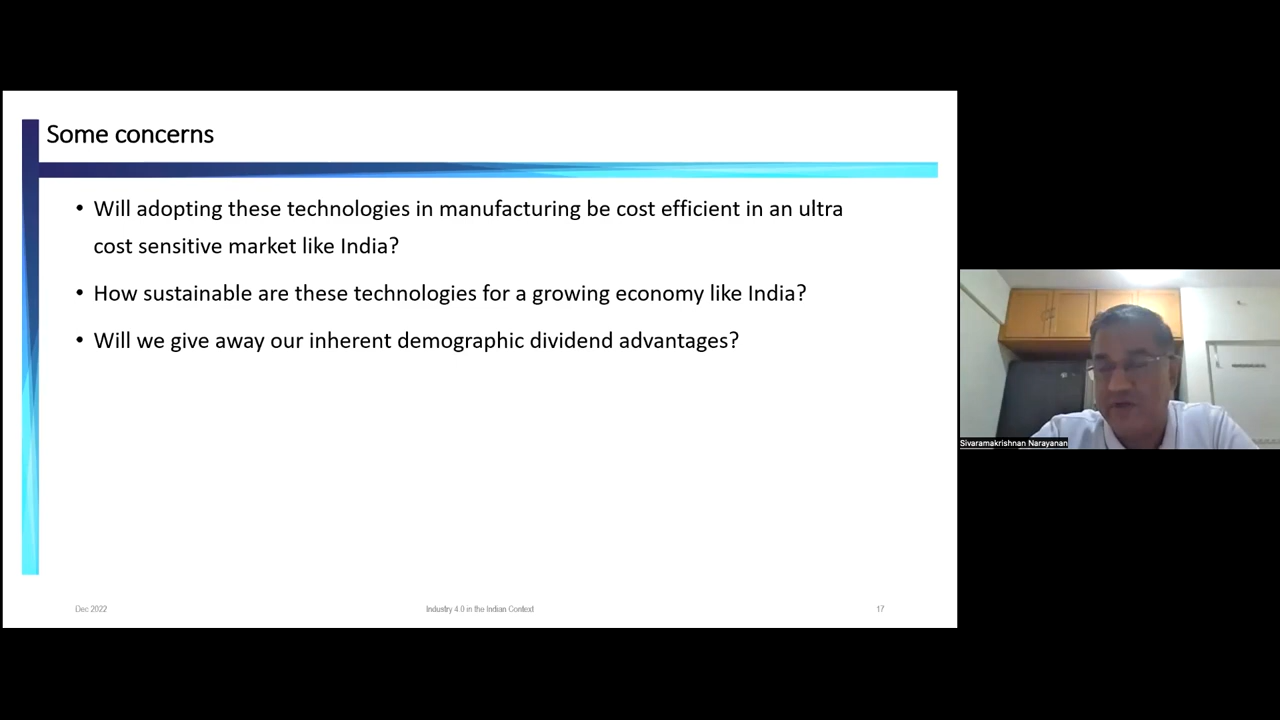 Some concerns
• Will adopting these technologies in manufacturing be cost efficient in an ultra
cost sensitive market like India?
• How sustainable are these technologies for a growing economy like India?
• Will we give away our inherent demographic dividend advantages?
Dec 2022
Industry 4.0 in the Indian Context
17
Sivaramakrishnan Narayanan